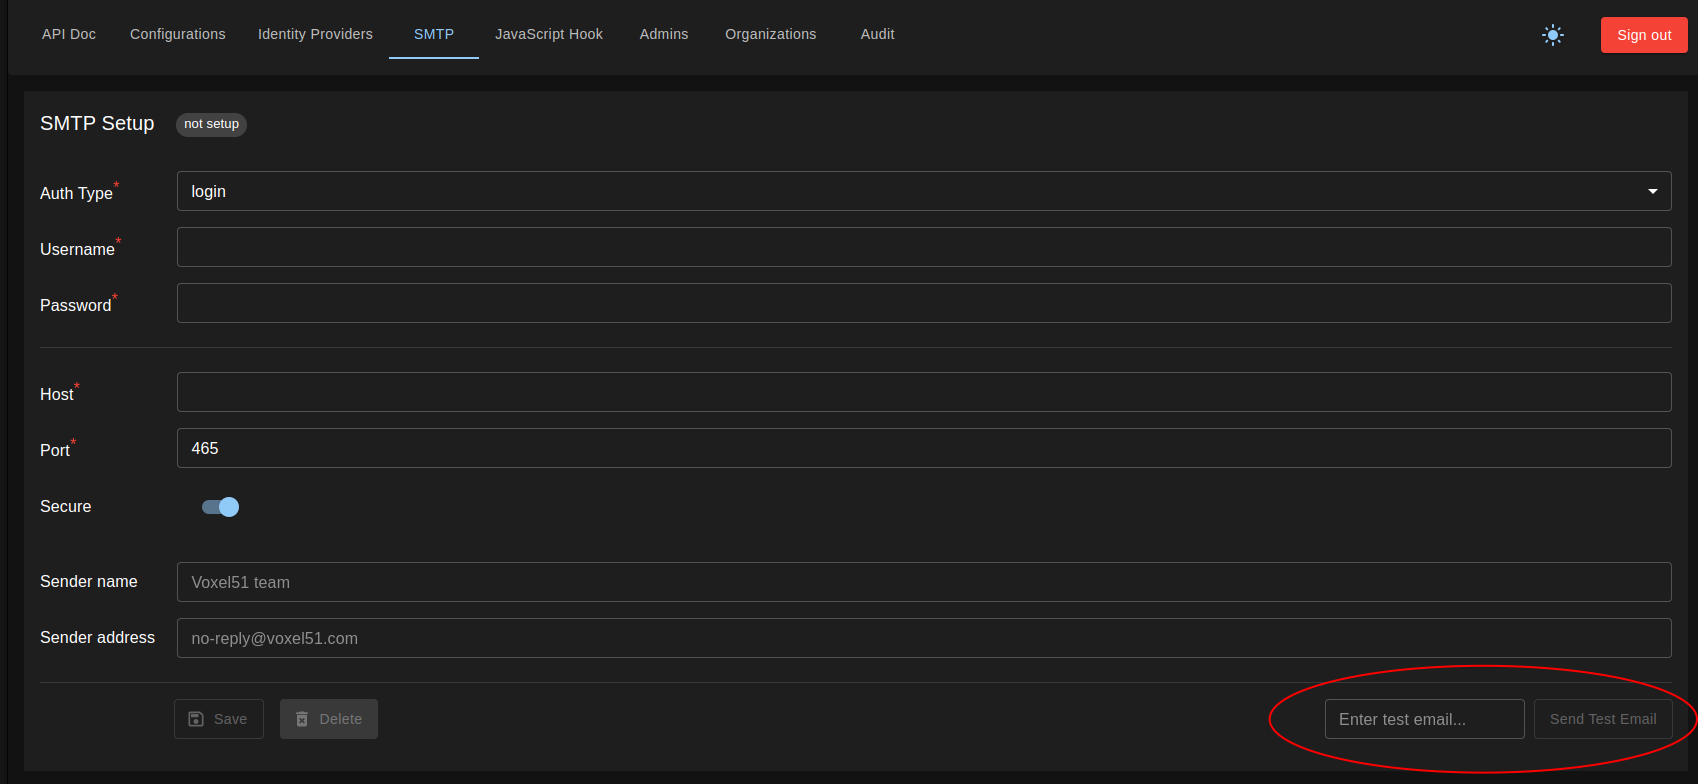 API Doc Configurations Identity Providers SMTP JavaScript Hook Admins Organizations Audit Sign out
SMTP Setup not setup
Auth Type* login
Username*
Password*
Host*
Port* 465
Secure
Sender name Voxel51 team
Sender address no-reply@voxel51.com
Save Delete Enter test email... Send Test Email